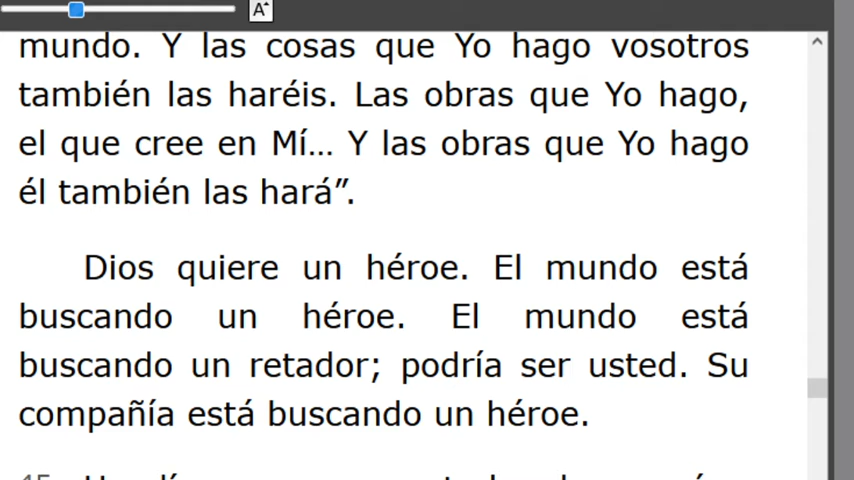 A
mundo. Y las cosas que Yo hago vosotros
también las haréis. Las obras que Yo hago,
el que cree en Mí... Y las obras que Yo hago
él también las hará”.
Dios quiere un héroe. El mundo está
buscando un héroe. El mundo está
buscando un retador; podría ser usted. Su
compañía está buscando un héroe.